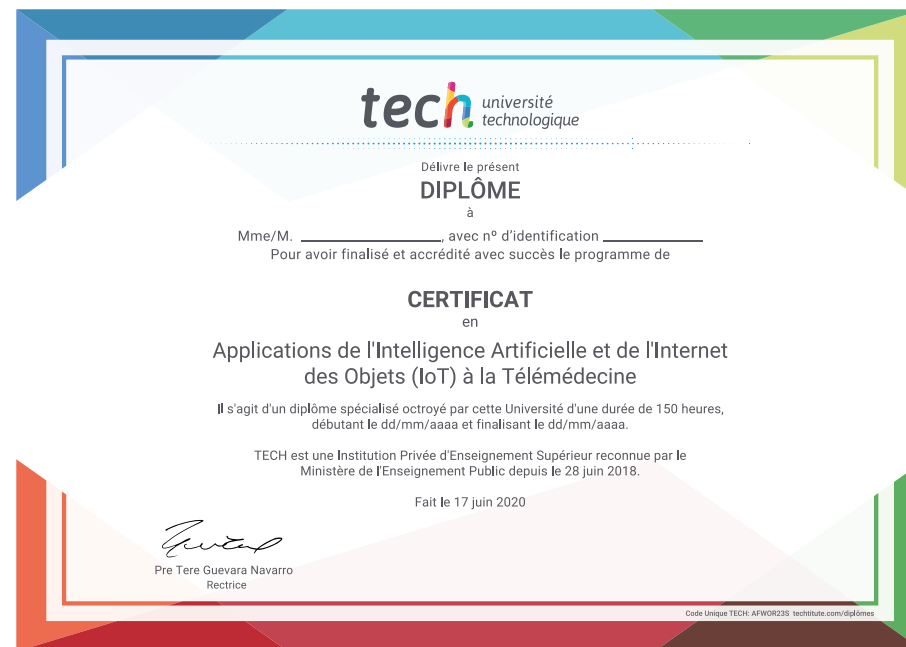 tech université
technologique
Délivre le présent
DIPLÔME
à
Mme/M. ____________________, avec nº d'identification ______________
Pour avoir finalisé et accrédité avec succès le programme de
CERTIFICAT
en
Applications de l'Intelligence Artificielle et de l'Internet
des Objets (IoT) à la Télémédecine
Il s'agit d'un diplôme spécialisé octroyé par cette Université d'une durée de 150 heures,
débutant le dd/mm/aaaa et finalisant le dd/mm/aaaa.
TECH est une Institution Privée d'Enseignement Supérieur reconnue par le
Ministère de l'Enseignement Public depuis le 28 juin 2018.
Fait le 17 juin 2020
Pre Tere Guevara Navarro
Rectrice
Code Unique TECH: AFWOR23S techtitute.com/diplômes